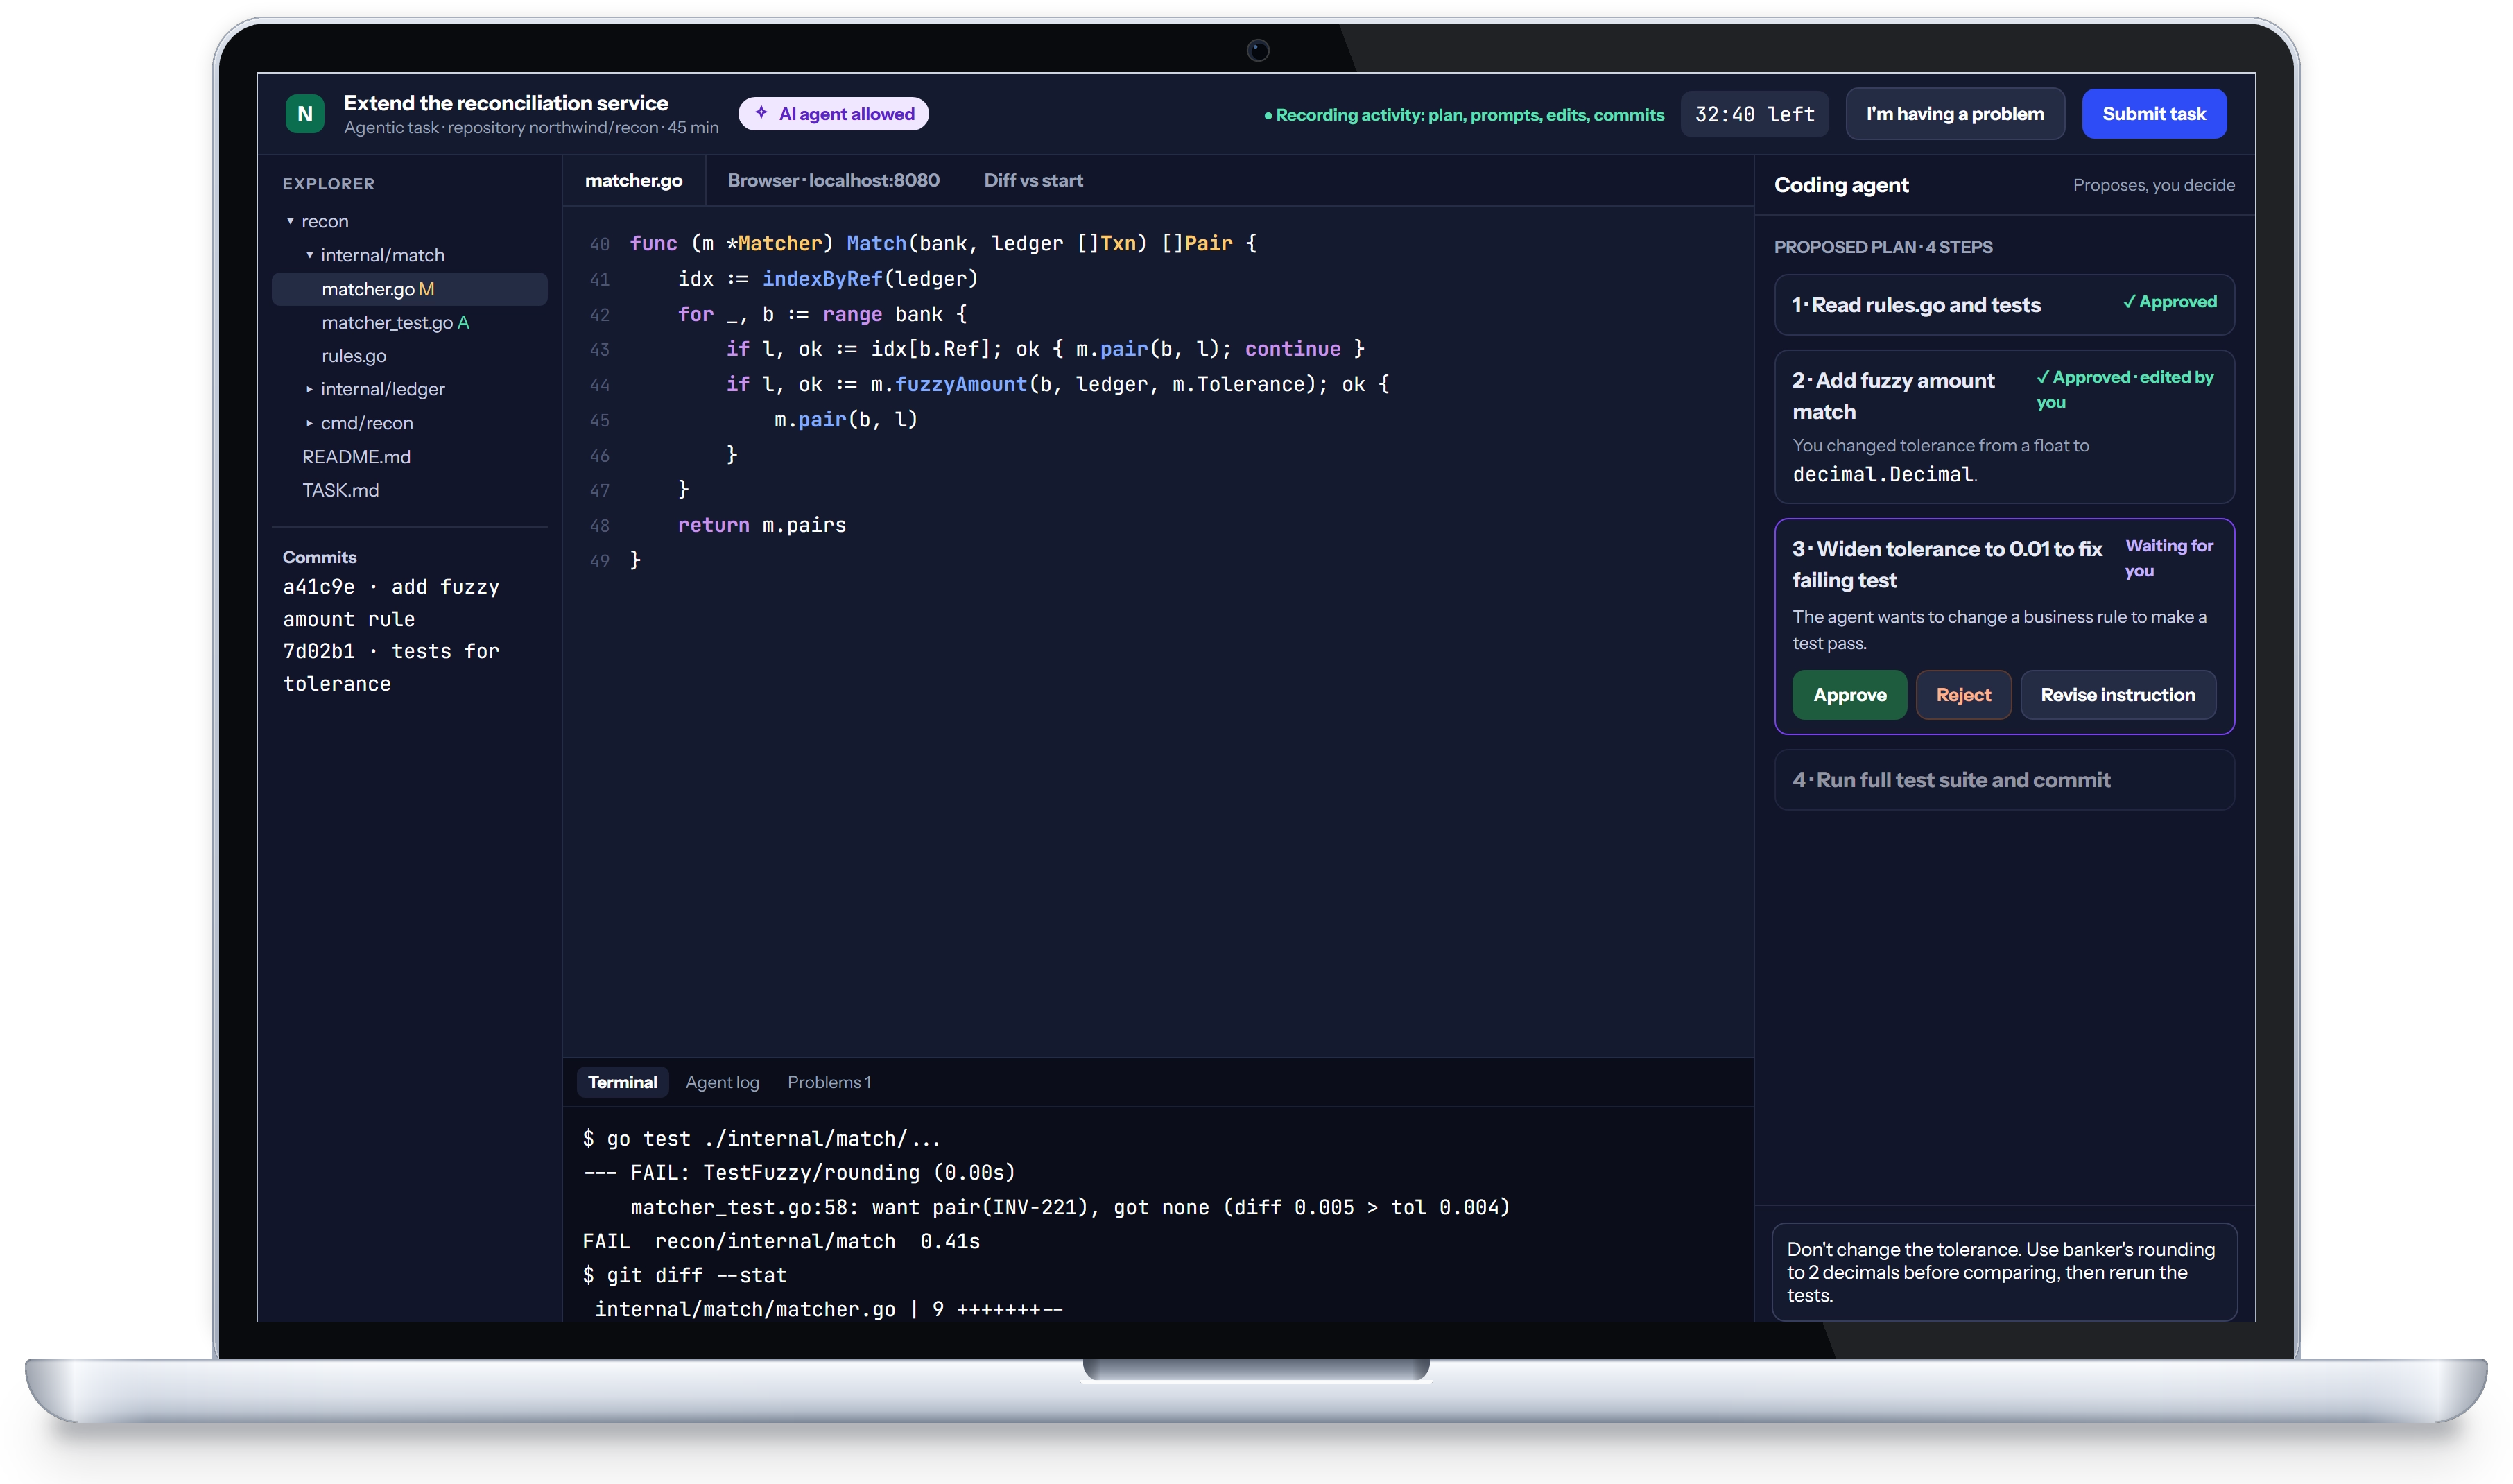 N
Extend the reconciliation service
Agentic task · repository northwind/recon · 45 min
AI agent allowed
• Recording activity: plan, prompts, edits, commits
32:40 left
I'm having a problem
Submit task
EXPLORER
▾ recon
▾ internal/match
matcher.go M
matcher_test.go A
rules.go
▸ internal/ledger
▸ cmd/recon
README.md
TASK.md
Commits
a41c9e · add fuzzy
amount rule
7d02b1 · tests for
tolerance
matcher.go
Browser · localhost:8080
Diff vs start
40 func (m *Matcher) Match(bank, ledger []Txn) []Pair {
41     idx := indexByRef(ledger)
42     for _, b := range bank {
43         if l, ok := idx[b.Ref]; ok { m.pair(b, l); continue }
44         if l, ok := m.fuzzyAmount(b, ledger, m.Tolerance); ok {
45             m.pair(b, l)
46         }
47     }
48     return m.pairs
49 }
Terminal
Agent log
Problems 1
$ go test ./internal/match/...
--- FAIL: TestFuzzy/rounding (0.00s)
    matcher_test.go:58: want pair(INV-221), got none (diff 0.005 > tol 0.004)
FAIL  recon/internal/match  0.41s
$ git diff --stat
 internal/match/matcher.go | 9 +++++++--
Coding agent
Proposes, you decide
PROPOSED PLAN · 4 STEPS
1 · Read rules.go and tests
✓ Approved
2 · Add fuzzy amount
match
✓ Approved · edited by
you
You changed tolerance from a float to
decimal.Decimal.
3 · Widen tolerance to 0.01 to fix
failing test
Waiting for
you
The agent wants to change a business rule to make a
test pass.
Approve
Reject
Revise instruction
4 · Run full test suite and commit
Don't change the tolerance. Use banker's rounding
to 2 decimals before comparing, then rerun the
tests.